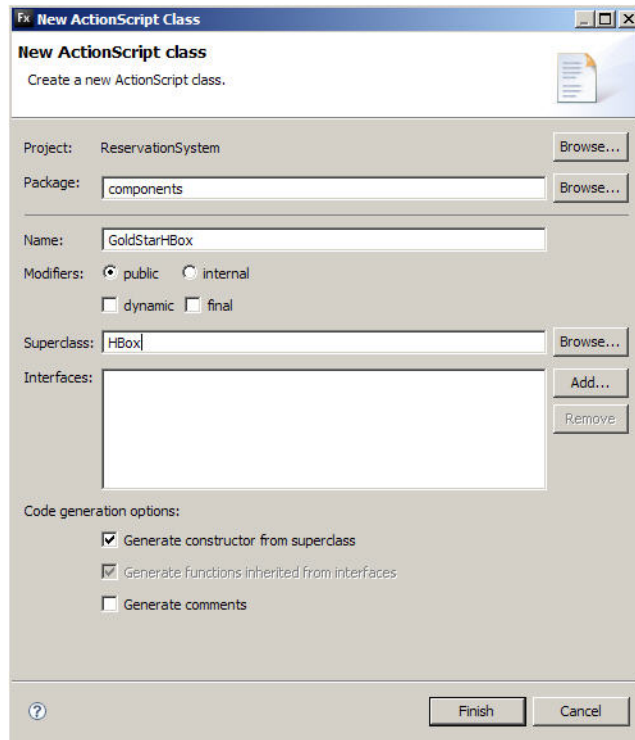 Fx New ActionScript Class
New ActionScript class
Create a new ActionScript class.
Project: ReservationSystem Browse...
Package: components Browse...
Name: GoldStarHBox
Modifiers: public internal
dynamic final
Superclass: HBox Browse...
Interfaces: Add...
Remove
Code generation options:
Generate constructor from superclass
Generate functions inherited from interfaces
Generate comments
? Finish Cancel